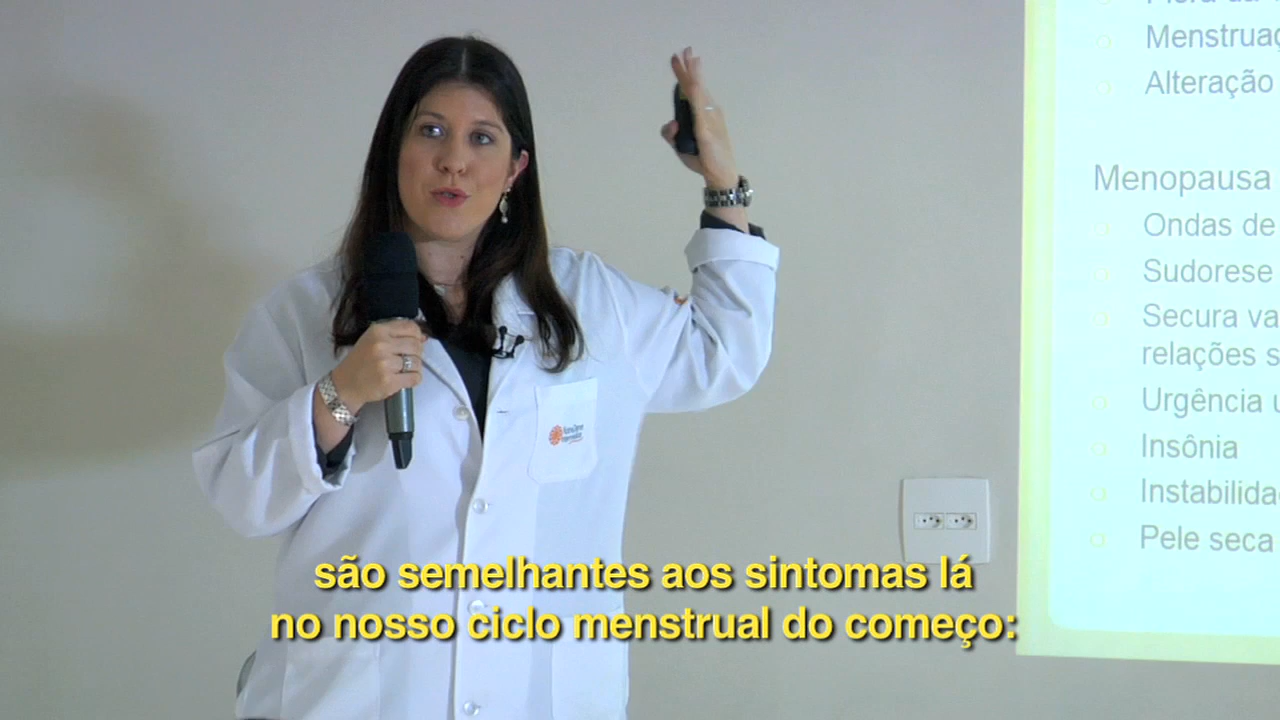 Menstruaç
Alteração
Menopausa
Ondas de
Sudorese
Secura va
relações s
Urgência u
Insônia
Instabilida
Pele seca
são semelhantes aos sintomas lá
no nosso ciclo menstrual do começo: